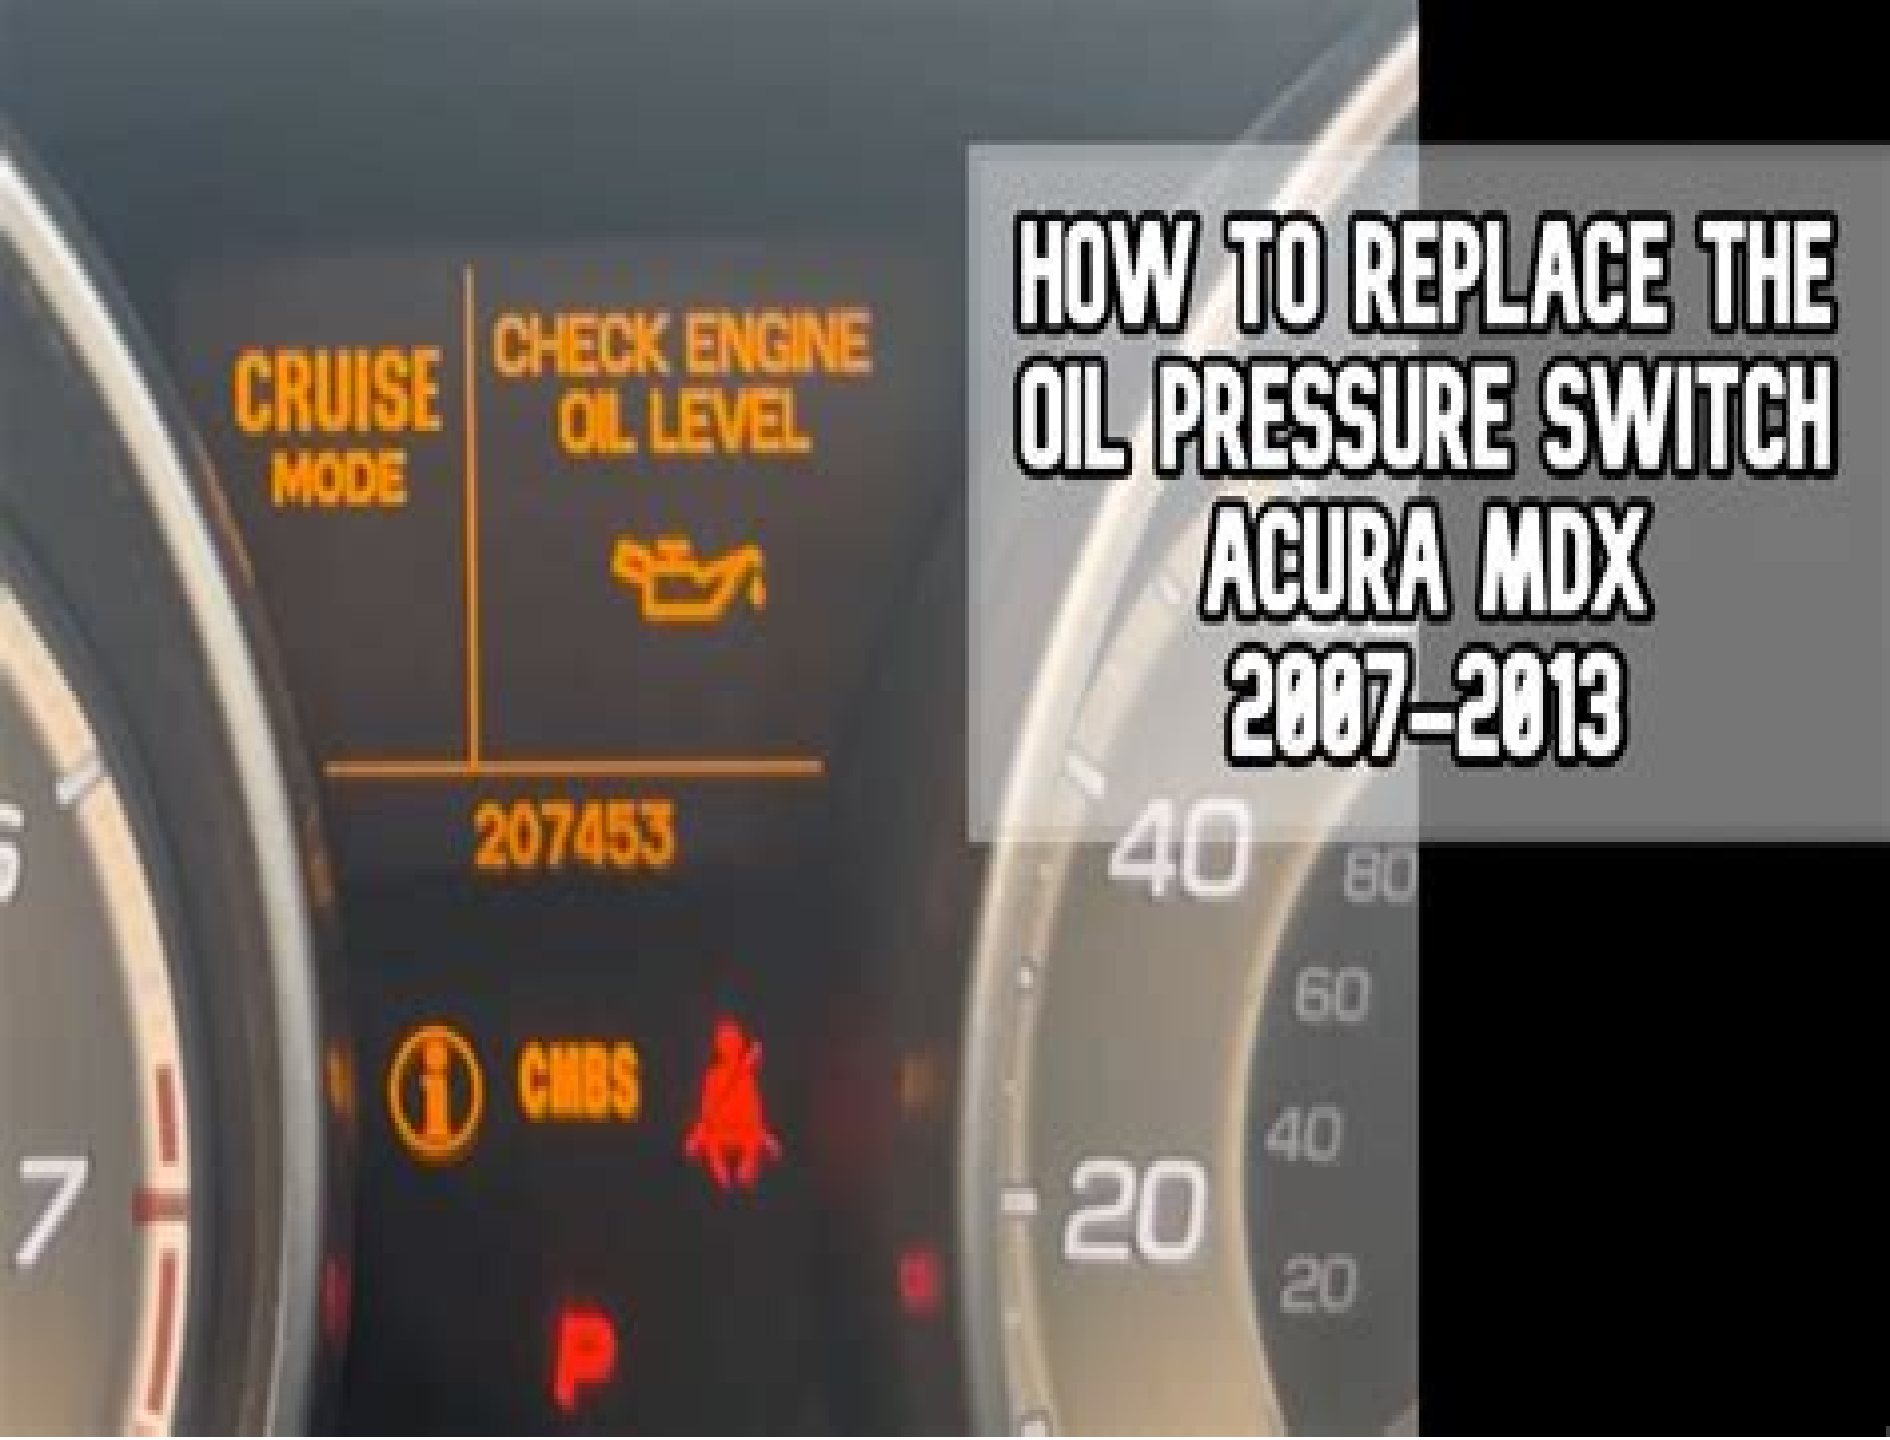 HOW TO REPLACE THE
OIL PRESSURE SWITCH
ACURA MDX
2007-2013
CRUISE
MODE
CHECK ENGINE
OIL LEVEL
207453
CMBS
P
7
40
20
80
60
40
20